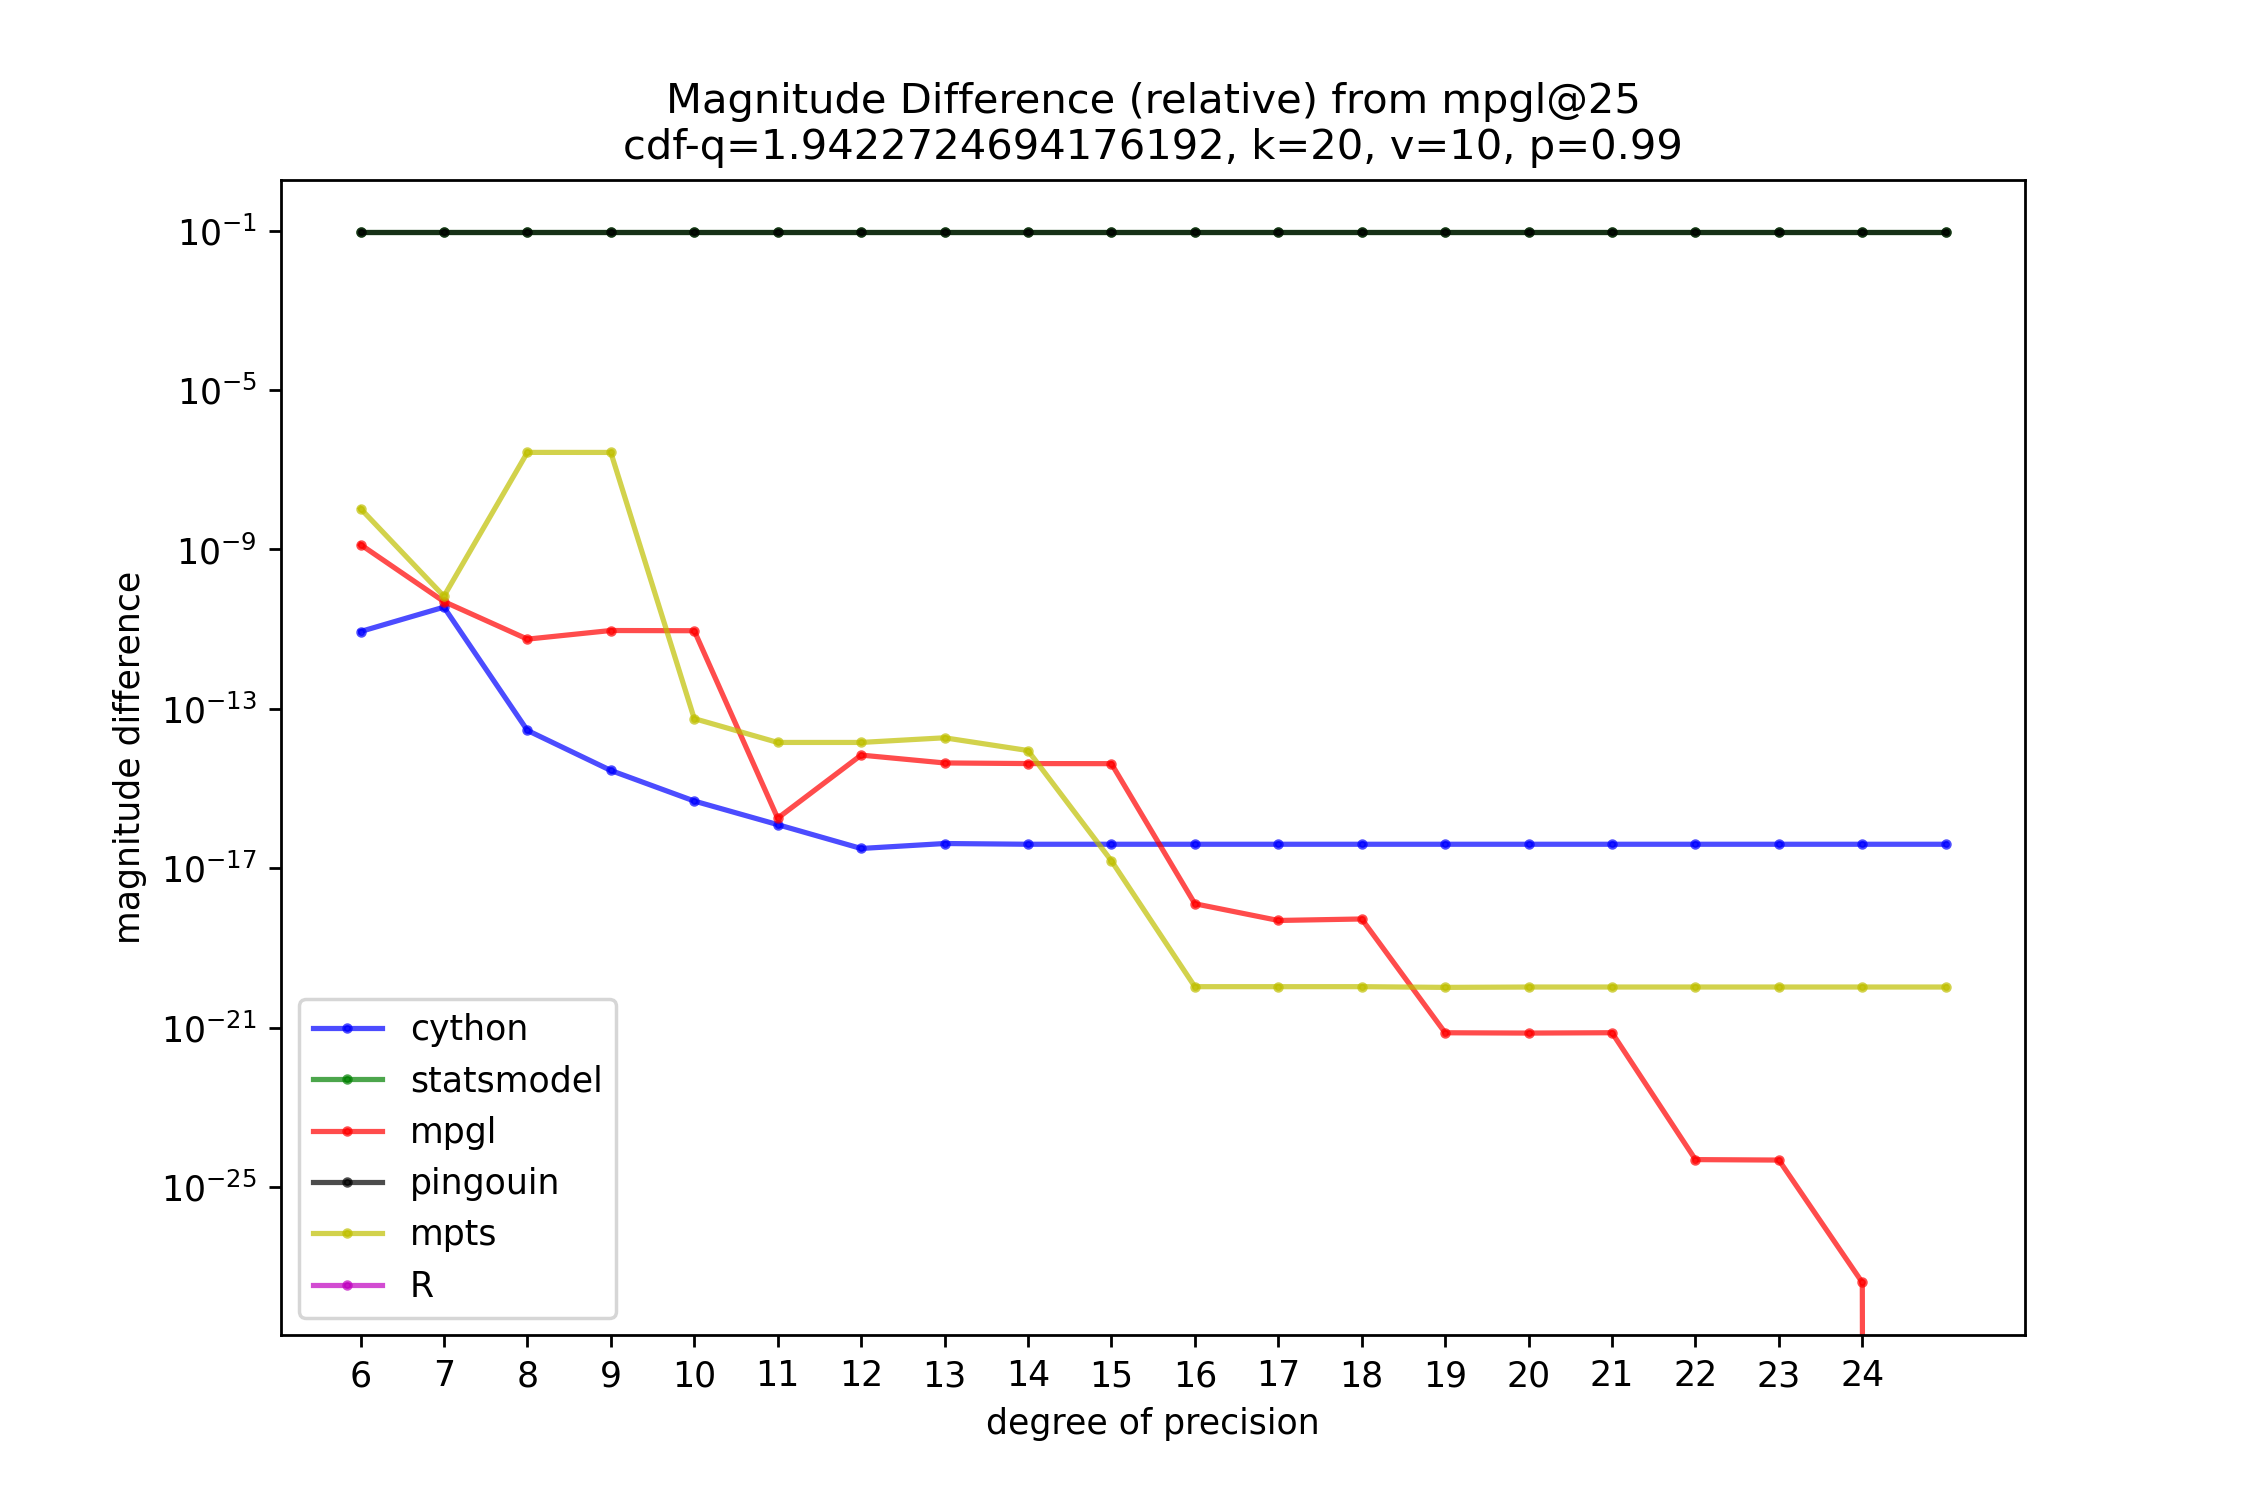 Magnitude Difference (relative) from mpgl@25
cdf-q=1.9422724694176192, k=20, v=10, p=0.99
magnitude difference
10⁻¹
10⁻⁵
10⁻⁹
10⁻¹³
10⁻¹⁷
10⁻²¹
10⁻²⁵
cython
statsmodel
mpgl
pingouin
mpts
R
6 7 8 9 10 11 12 13 14 15 16 17 18 19 20 21 22 23 24
degree of precision